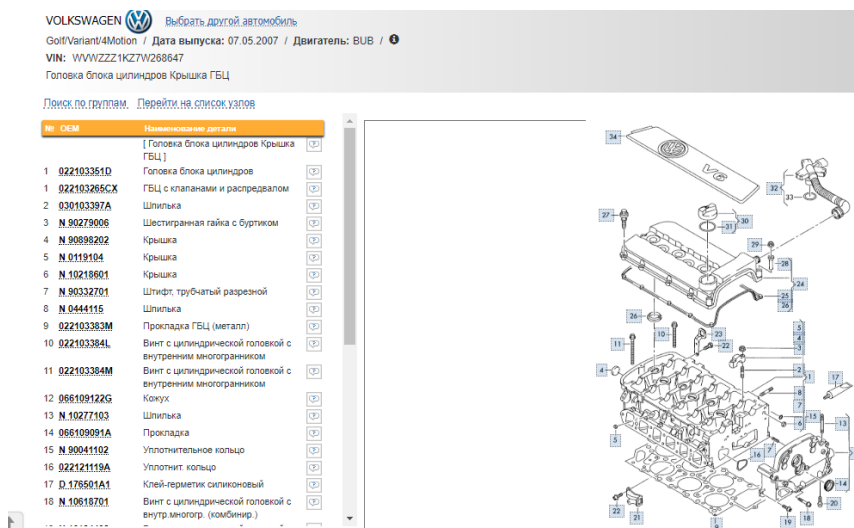 VOLKSWAGEN Выбрать другой автомобиль
Golf/Variant/4Motion / Дата выпуска: 07.05.2007 / Двигатель: BUB /
VIN: WVWZZZ1KZ7W268647
Головка блока цилиндров Крышка ГБЦ
Поиск по группам Перейти на список узлов
№ OEM Наименование детали
[ Головка блока цилиндров Крышка
ГБЦ ]
1 022103351D Головка блока цилиндров
1 022103265CX ГБЦ с клапанами и распредвалом
2 030103397A Шпилька
3 N 90279006 Шестигранная гайка с буртиком
4 N 90898202 Крышка
5 N 0119104 Крышка
6 N 10218601 Крышка
7 N 90332701 Штифт, трубчатый разрезной
8 N 0444115 Шпилька
9 022103383M Прокладка ГБЦ (металл)
10 022103384L Винт с цилиндрической головкой с
внутренним многогранником
11 022103384M Винт с цилиндрической головкой с
внутренним многогранником
12 066109122G Кожух
13 N 10277103 Шпилька
14 066109091A Прокладка
15 N 90041102 Уплотнительное кольцо
16 022121119A Уплотнит. кольцо
17 D 176501A1 Клей-герметик силиконовый
18 N 10618701 Винт с цилиндрической головкой с
внутр.многогр. (комбинир.)
34
V6
32
33
27
30
31
29
28
24
25
26
26
10
23
22
11
5
4
3
4
2
1
17
8
7
15
6
13
5
7
16
14
22
21
20
19
18